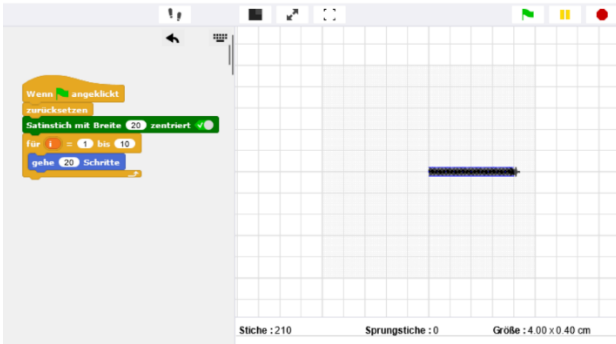 Wenn angeklickt
zurücksetzen
Satinstich mit Breite 20 zentriert
für i = 1 bis 10
gehe 20 Schritte
Stiche : 210 Sprungstiche : 0 Größe : 4.00 x 0.40 cm